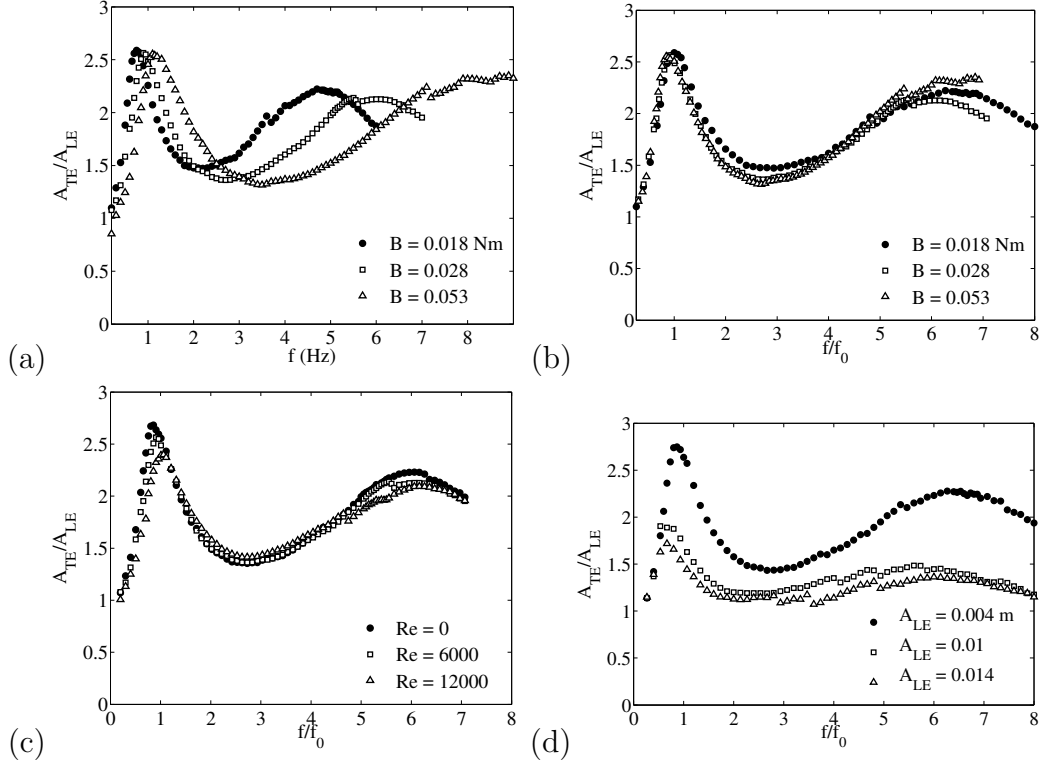 3
2.5
2
1.5
1
0.5
0
A_TE/A_LE
B = 0.018 Nm
B = 0.028
B = 0.053
1 2 3 4 5 6 7 8
f (Hz)
(a)
3
2.5
2
1.5
1
0.5
0
A_TE/A_LE
B = 0.018 Nm
B = 0.028
B = 0.053
1 2 3 4 5 6 7 8
f/f_0
(b)
3
2.5
2
1.5
1
0.5
0
A_TE/A_LE
Re = 0
Re = 6000
Re = 12000
0 1 2 3 4 5 6 7 8
f/f_0
(c)
3
2.5
2
1.5
1
0.5
0
A_TE/A_LE
A_LE = 0.004 m
A_LE = 0.01
A_LE = 0.014
0 1 2 3 4 5 6 7 8
f/f_0
(d)